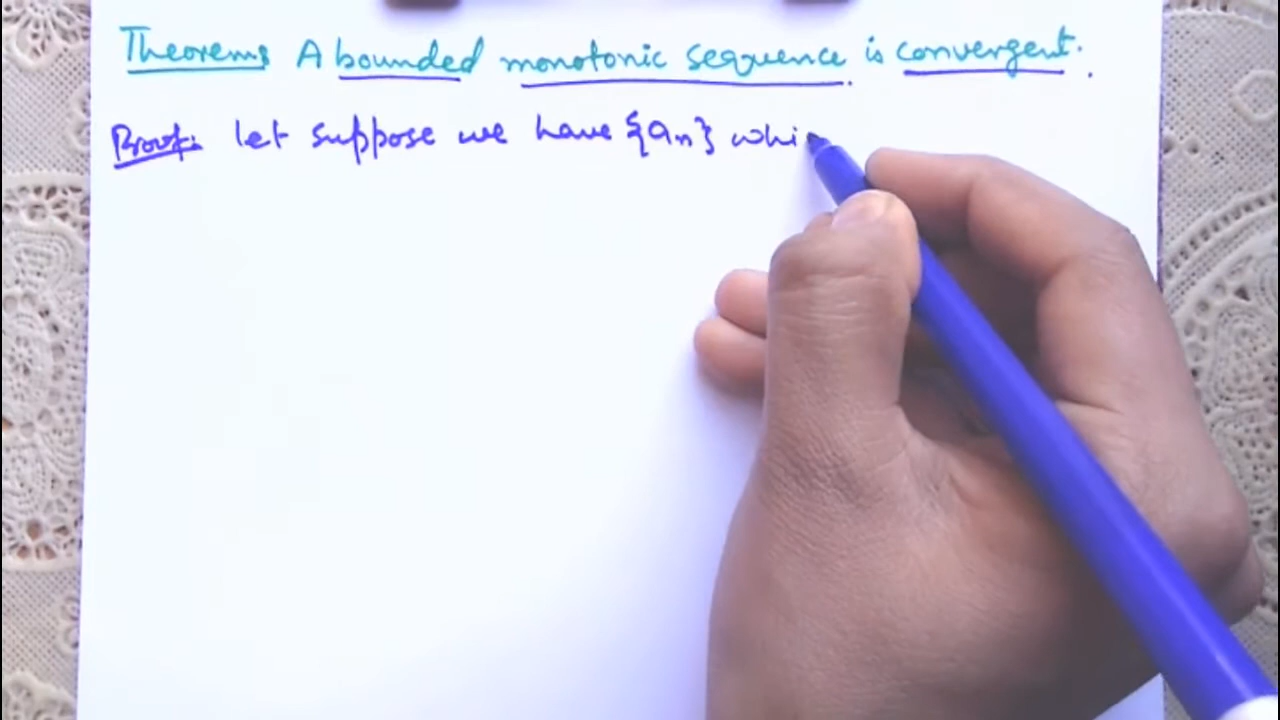 Theorem: A bounded monotonic sequence is convergent.
Proof: let suppose we have {an} whi